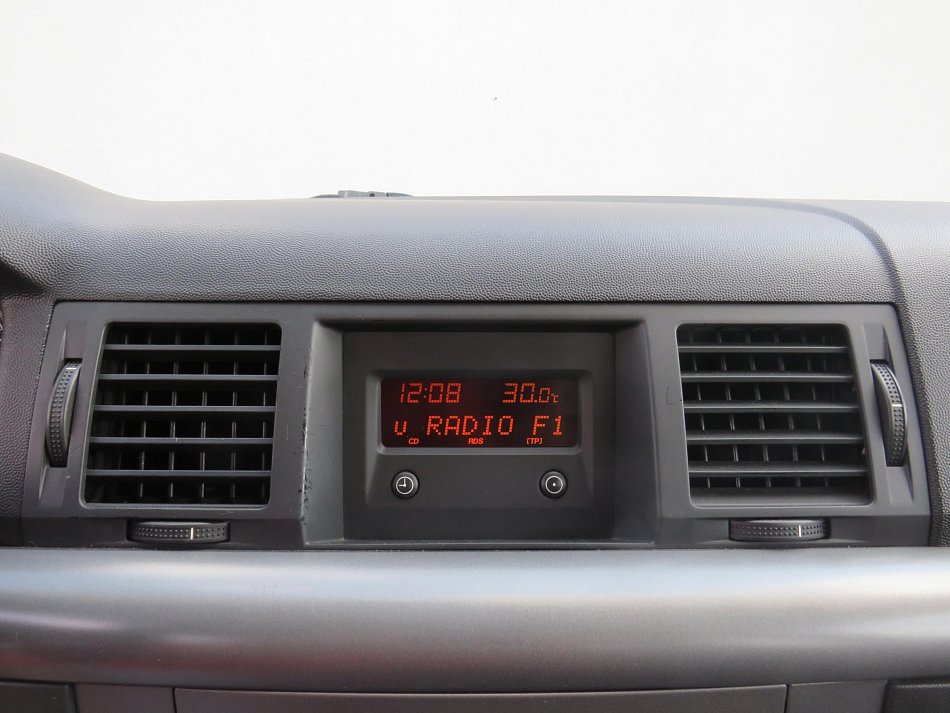 12:08 30.0°C
v RADIO F1
CD RDS [TP]